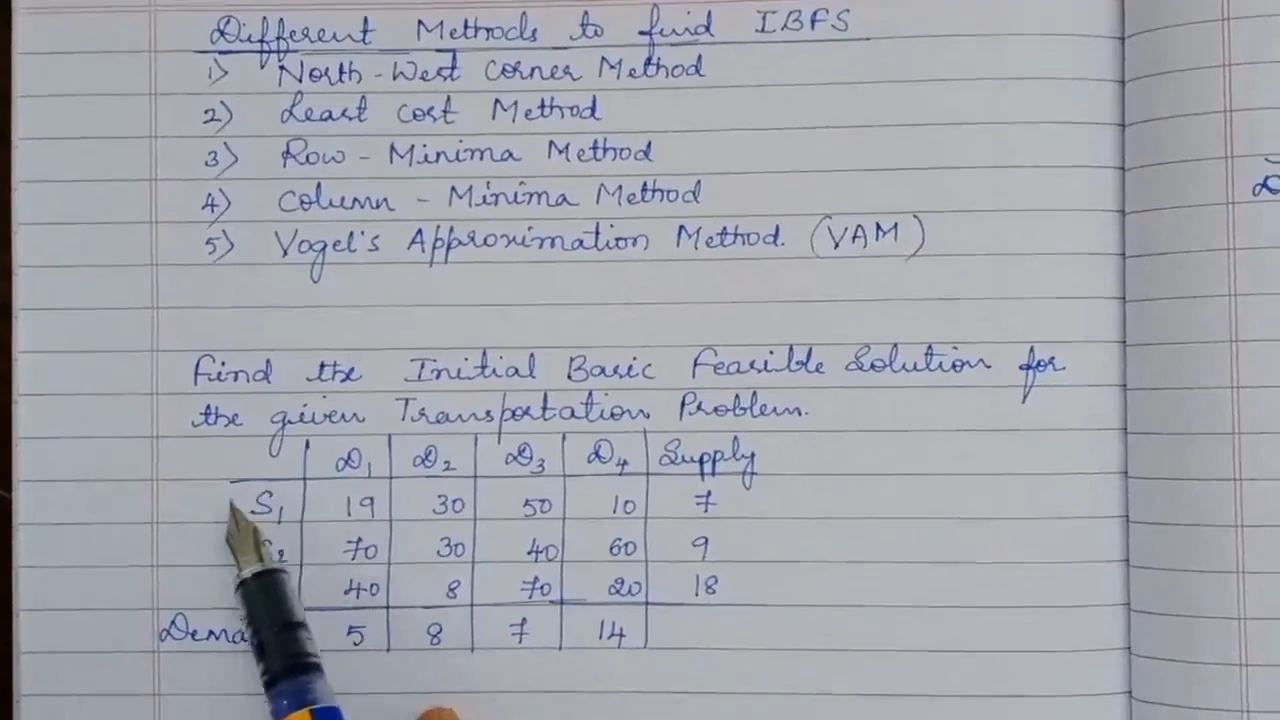 Different Methods to find IBFS
1) North-West corner Method
2) Least cost Method
3) Row - Minima Method
4) Column - Minima Method
5) Vogel's Approximation Method. (VAM)
Find the Initial Basic Feasible Solution for
the given Transportation Problem.
D1 D2 D3 D4 Supply
S1 19 30 50 10 7
2 70 30 40 60 9
40 8 70 20 18
Dema 5 8 7 14